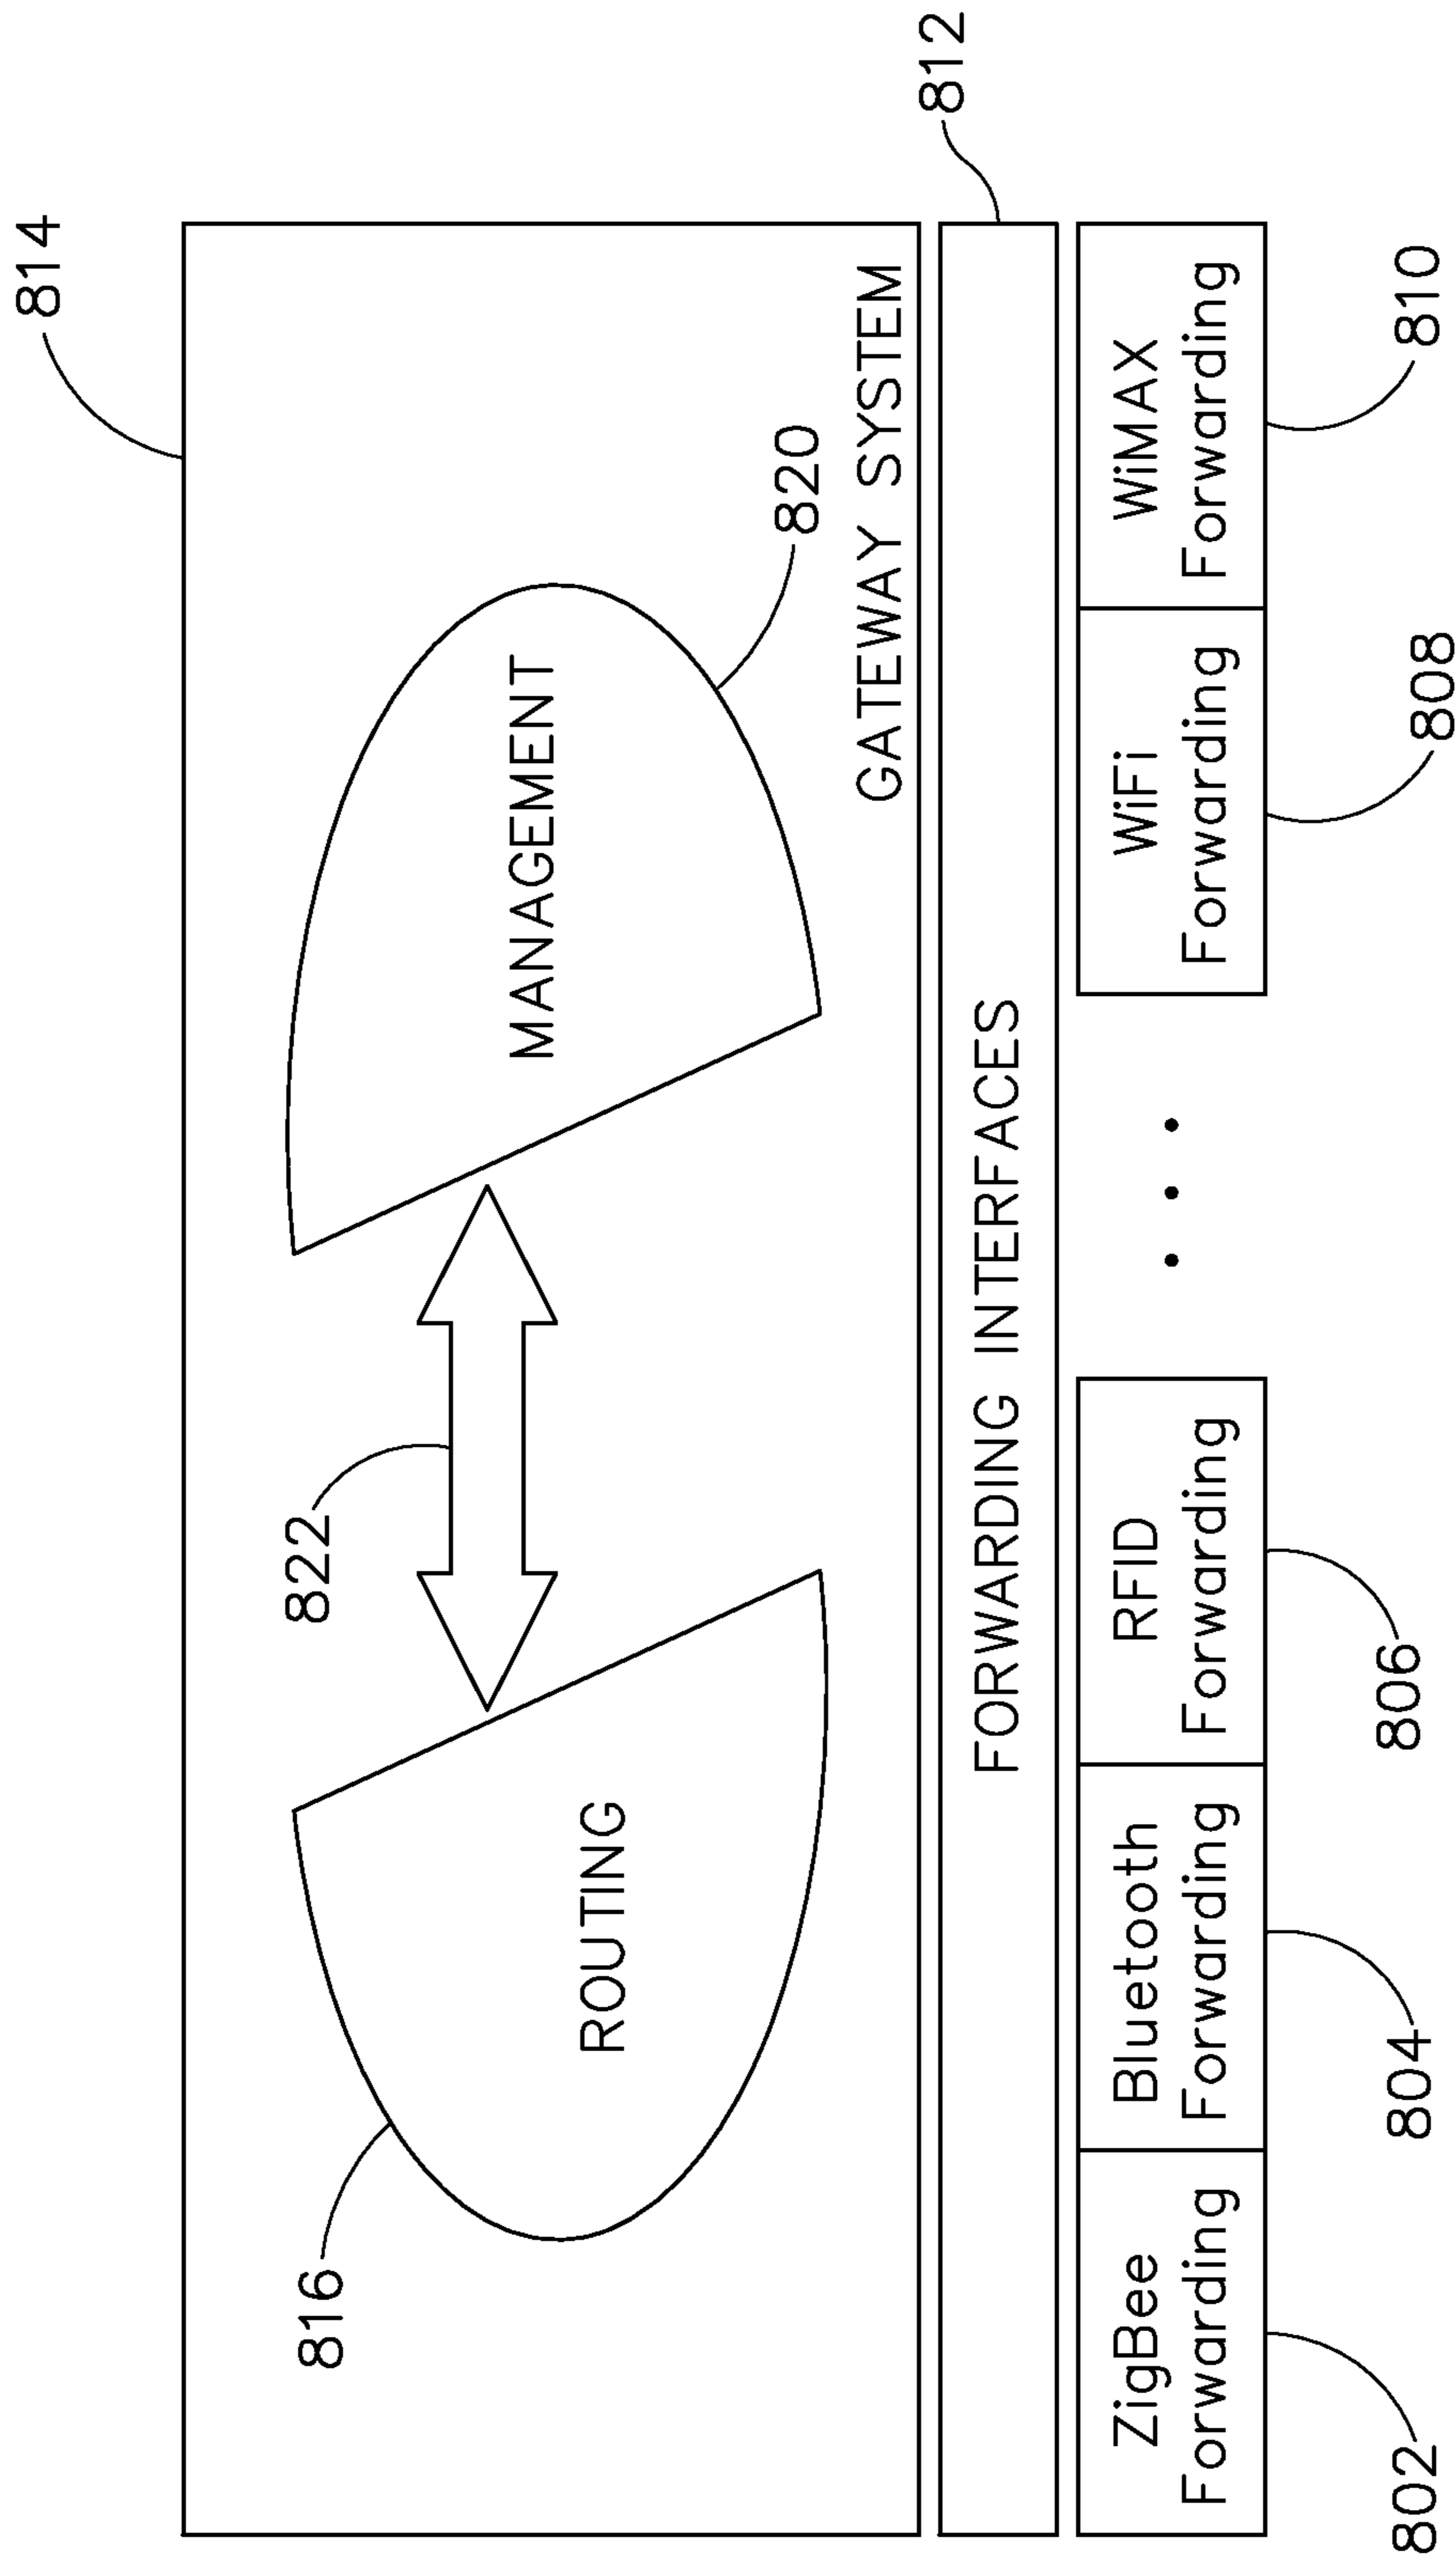 814
822
816
MANAGEMENT
ROUTING
820
GATEWAY SYSTEM
812
FORWARDING INTERFACES
ZigBee
Forwarding
Bluetooth
Forwarding
RFID
Forwarding
• • •
WiFi
Forwarding
WiMAX
Forwarding
802
804
806
808
810